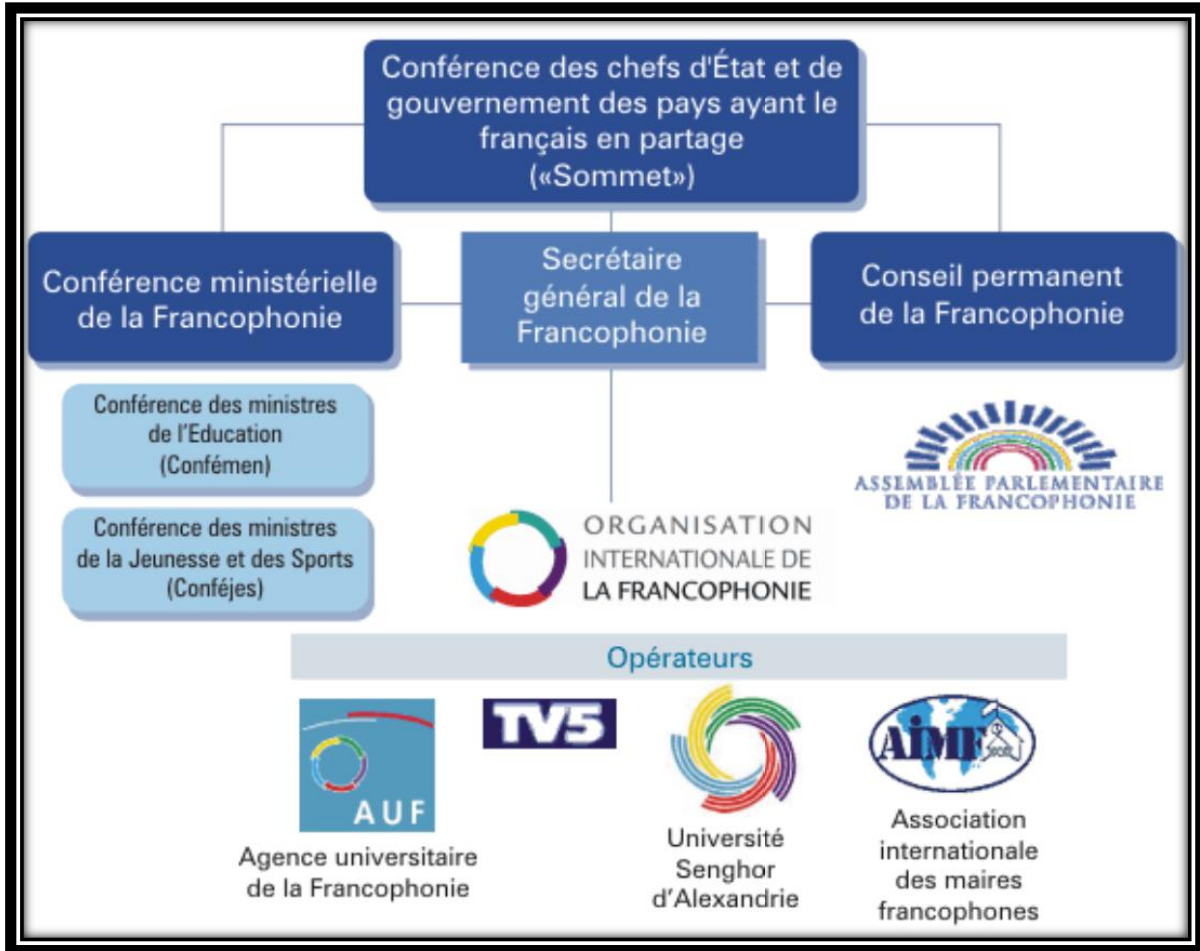 Conférence des chefs d'État et de
gouvernement des pays ayant le
français en partage
(«Sommet»)
Conférence ministérielle
de la Francophonie
Secrétaire
général de la
Francophonie
Conseil permanent
de la Francophonie
Conférence des ministres
de l'Education
(Confémen)
Conférence des ministres
de la Jeunesse et des Sports
(Conféjes)
ASSEMBLÉE PARLEMENTAIRE
DE LA FRANCOPHONIE
ORGANISATION
INTERNATIONALE DE
LA FRANCOPHONIE
Opérateurs
AUF
Agence universitaire
de la Francophonie
TV5
Université
Senghor
d'Alexandrie
AIMF
Association
internationale
des maires
francophones